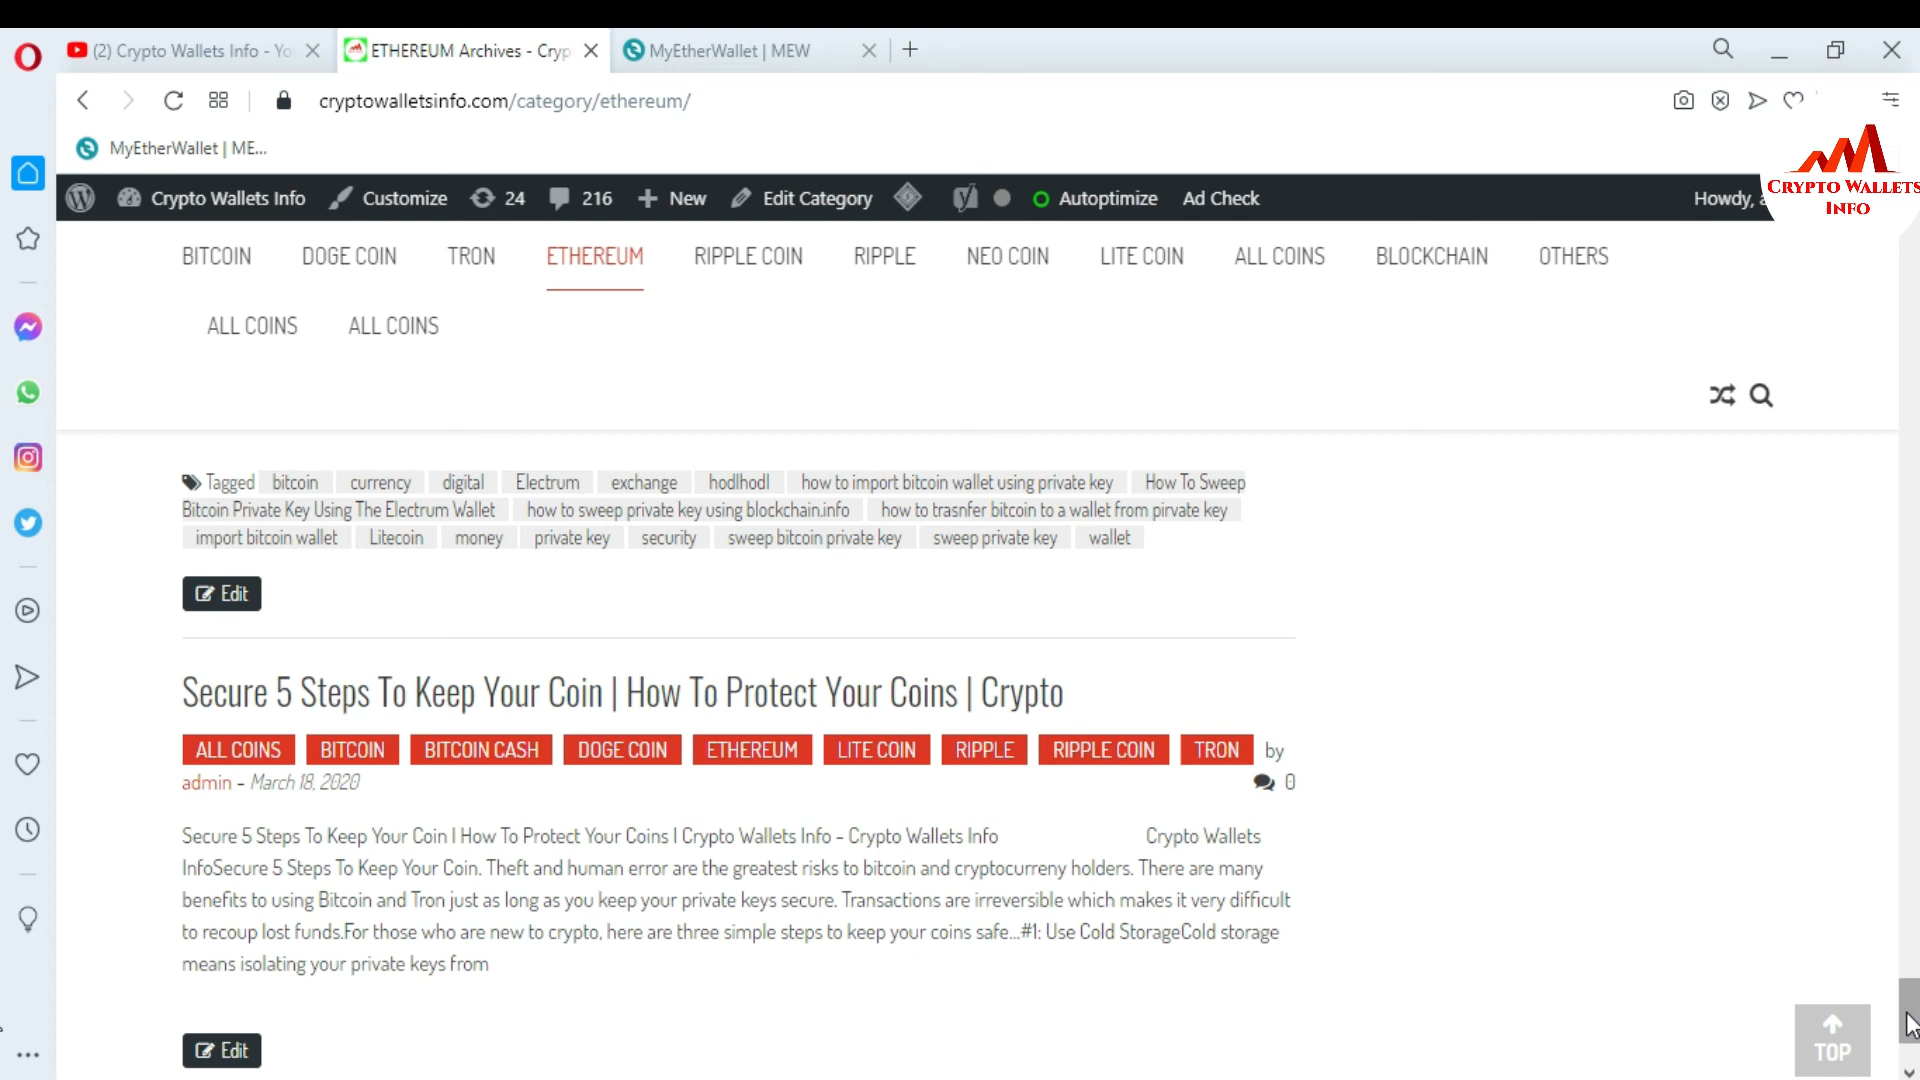 (2) Crypto Wallets Info - Yo
ETHEREUM Archives - Cryp
MyEtherWallet | MEW
cryptowalletsinfo.com/category/ethereum/
MyEtherWallet | ME...
CRYPTO WALLETS
INFO
Crypto Wallets Info Customize 24 216 New Edit Category Autoptimize Ad Check Howdy,
BITCOIN DOGE COIN TRON ETHEREUM RIPPLE COIN RIPPLE NEO COIN LITE COIN ALL COINS BLOCKCHAIN OTHERS
ALL COINS ALL COINS
Tagged bitcoin currency digital Electrum exchange hodlhodl how to import bitcoin wallet using private key How To Sweep
Bitcoin Private Key Using The Electrum Wallet how to sweep private key using blockchain.info how to trasnfer bitcoin to a wallet from pirvate key
import bitcoin wallet Litecoin money private key security sweep bitcoin private key sweep private key wallet
Edit
Secure 5 Steps To Keep Your Coin | How To Protect Your Coins | Crypto
ALL COINS BITCOIN BITCOIN CASH DOGE COIN ETHEREUM LITE COIN RIPPLE RIPPLE COIN TRON by
admin - March 18, 2020 0
Secure 5 Steps To Keep Your Coin I How To Protect Your Coins I Crypto Wallets Info - Crypto Wallets Info Crypto Wallets
InfoSecure 5 Steps To Keep Your Coin. Theft and human error are the greatest risks to bitcoin and cryptocurreny holders. There are many
benefits to using Bitcoin and Tron just as long as you keep your private keys secure. Transactions are irreversible which makes it very difficult
to recoup lost funds.For those who are new to crypto, here are three simple steps to keep your coins safe...#1: Use Cold StorageCold storage
means isolating your private keys from
Edit
TOP